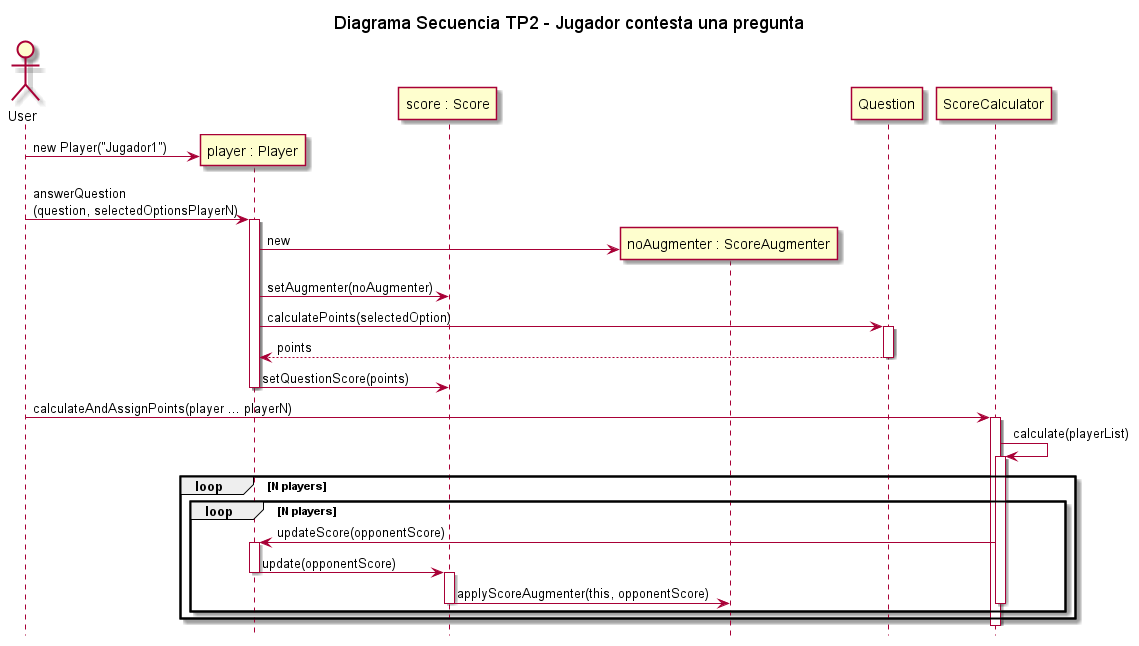 Diagrama Secuencia TP2 - Jugador contesta una pregunta
User
score : Score
Question
ScoreCalculator
new Player("Jugador1")
player : Player
answerQuestion
(question, selectedOptionsPlayerN)
new
noAugmenter : ScoreAugmenter
setAugmenter(noAugmenter)
calculatePoints(selectedOption)
points
setQuestionScore(points)
calculateAndAssignPoints(player ... playerN)
calculate(playerList)
loop [N players]
loop [N players]
updateScore(opponentScore)
update(opponentScore)
applyScoreAugmenter(this, opponentScore)